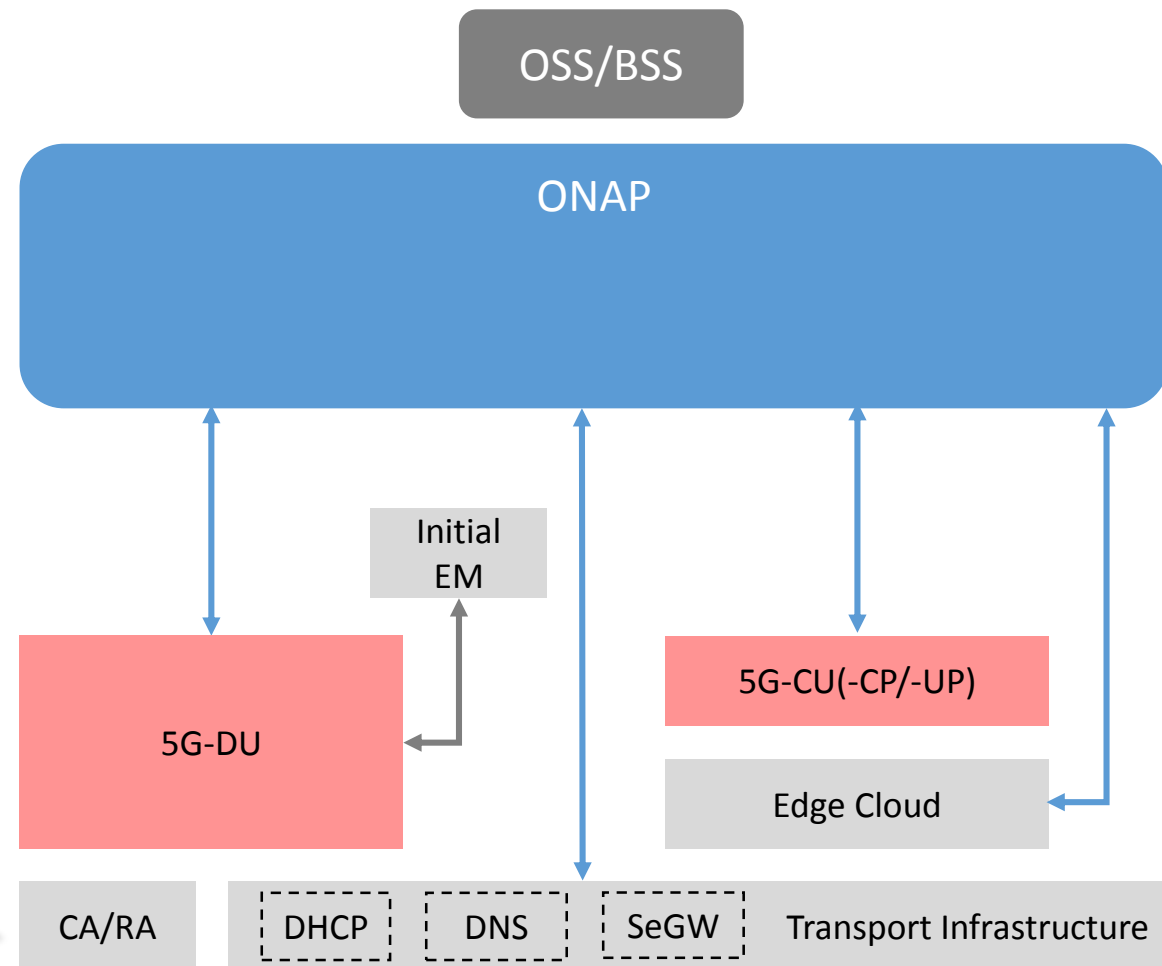 OSS/BSS
ONAP
Initial
EM
5G-DU
5G-CU(-CP/-UP)
Edge Cloud
CA/RA
DHCP
DNS
SeGW
Transport Infrastructure